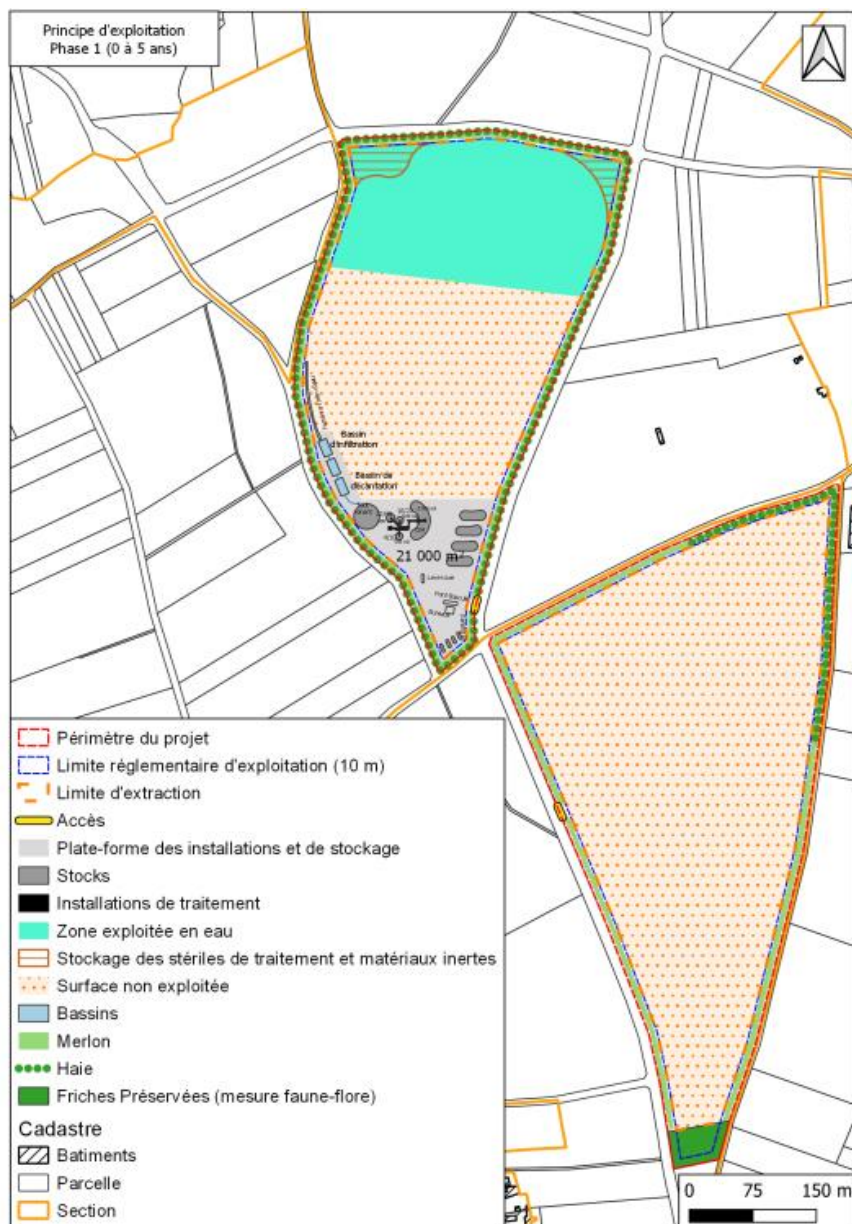 Principe d'exploitation
Phase 1 (0 à 5 ans)
Bassin
d'infiltration
Bassin de
décantation
21 000 m²
Périmètre du projet
Limite réglementaire d'exploitation (10 m)
Limite d'extraction
Accès
Plate-forme des installations et de stockage
Stocks
Installations de traitement
Zone exploitée en eau
Stockage des stériles de traitement et matériaux inertes
Surface non exploitée
Bassins
Merlon
Haie
Friches Préservées (mesure faune-flore)
Cadastre
Batiments
Parcelle
Section
0 75 150 m